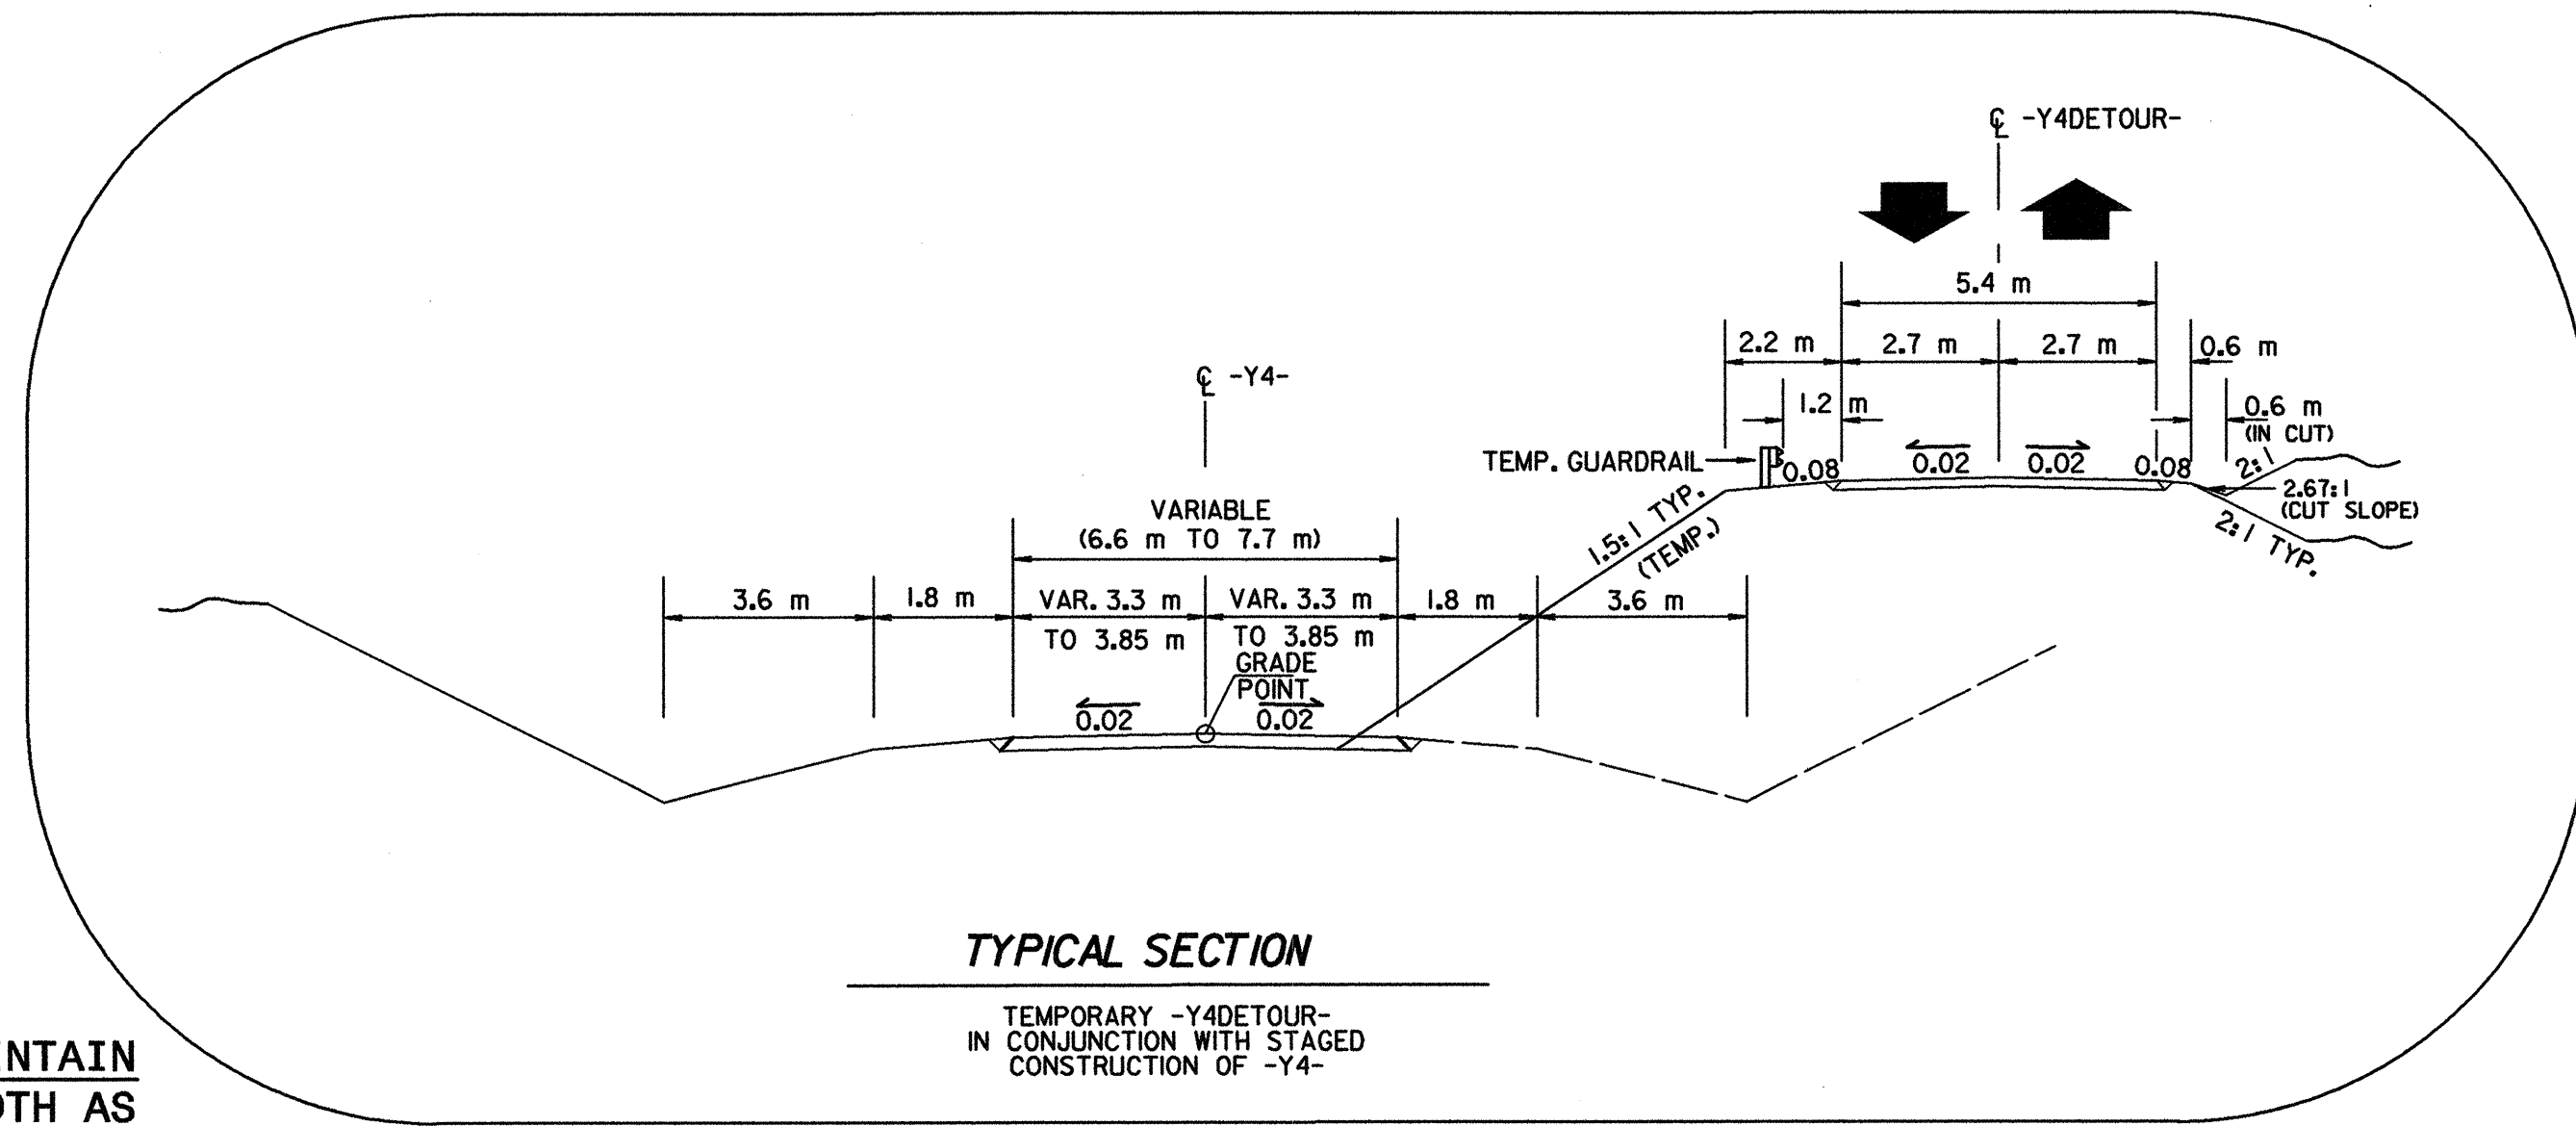 ℄ -Y4DETOUR-
5.4 m
2.2 m
2.7 m
2.7 m
0.6 m
1.2 m
0.6 m
(IN CUT)
℄ -Y4-
TEMP. GUARDRAIL
0.08
0.02
0.02
0.08
2:1
2.67:1
(CUT SLOPE)
2:1 TYP.
1.5:1 TYP.
(TEMP.)
VARIABLE
(6.6 m TO 7.7 m)
3.6 m
1.8 m
VAR. 3.3 m
TO 3.85 m
VAR. 3.3 m
TO 3.85 m
1.8 m
3.6 m
GRADE
POINT
0.02
0.02
TYPICAL SECTION
TEMPORARY -Y4DETOUR-
IN CONJUNCTION WITH STAGED
CONSTRUCTION OF -Y4-
NTAIN
TH AS